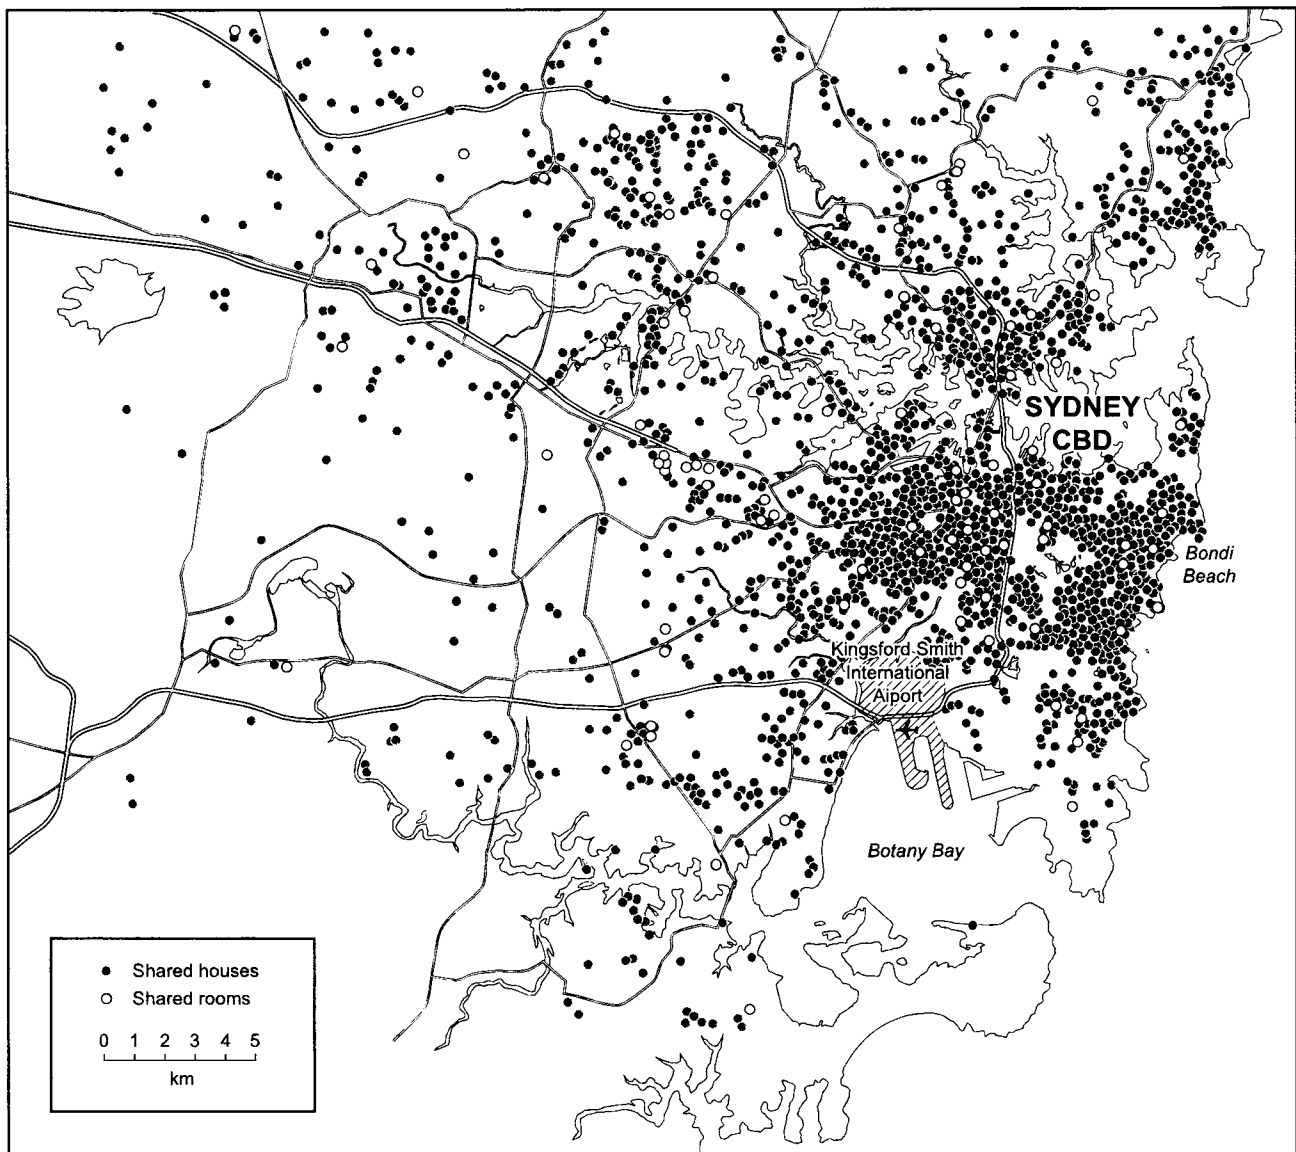 SYDNEY
CBD
Bondi
Beach
Kingsford Smith
International
Aiport
Botany Bay
Shared houses
Shared rooms
0 1 2 3 4 5
km